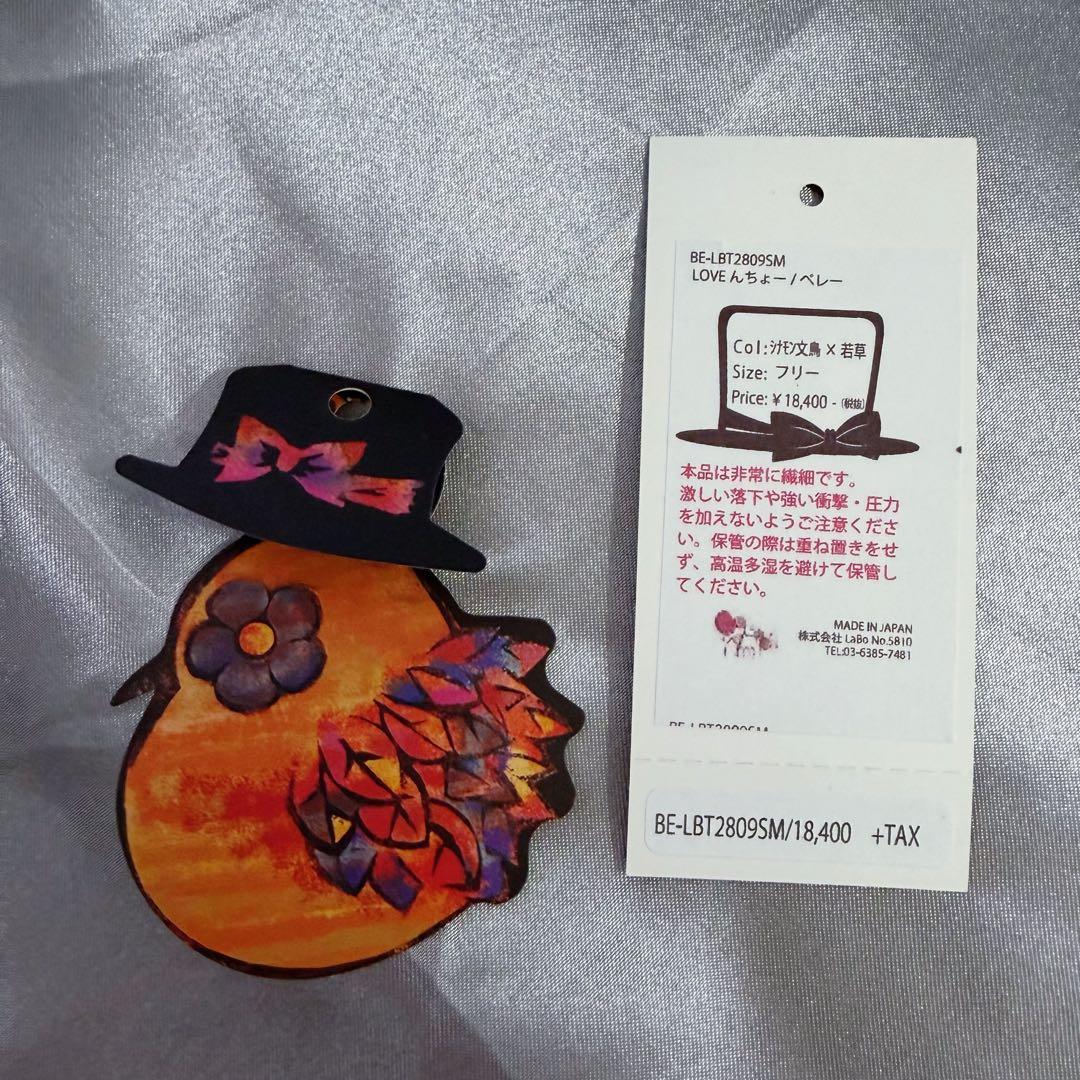 BE-LBT2809SM
LOVE んちょー / ベレー
Col:シナモン文鳥 × 若草
Size: フリー
Price: ¥ 18,400 - (税抜)
本品は非常に繊細です。
激しい落下や強い衝撃・圧力
を加えないようご注意くださ
い。保管の際は重ね置きをせ
ず、高温多湿を避けて保管し
てください。
MADE IN JAPAN
株式会社 LaBo No.5810
TEL:03-6385-7481
BE-LBT2809SM
BE-LBT2809SM/18,400 +TAX